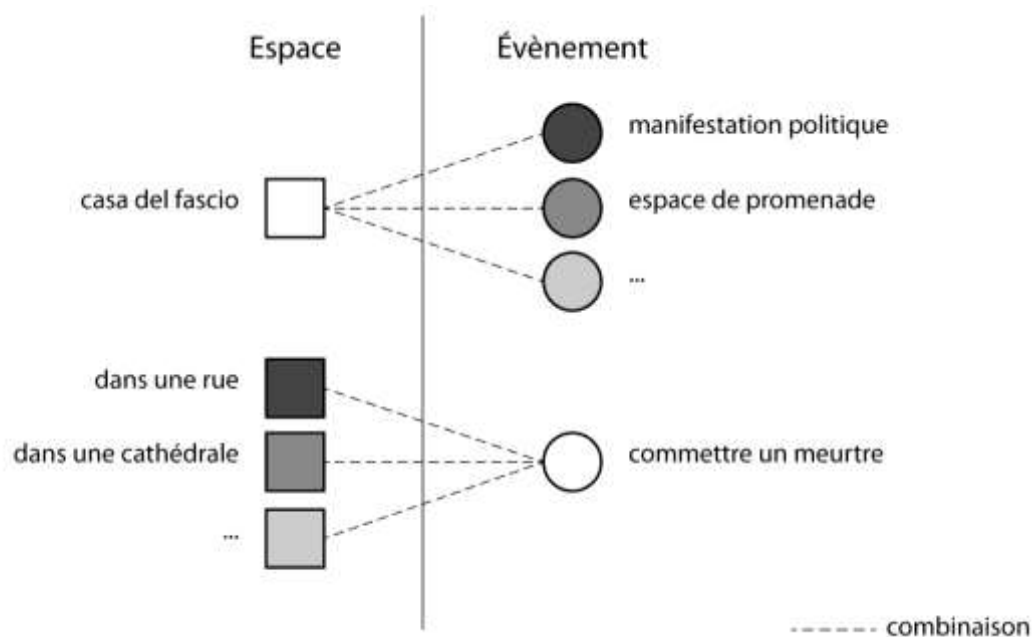 Espace
Évènement
manifestation politique
casa del fascio
espace de promenade
...
dans une rue
dans une cathédrale
commettre un meurtre
...
combinaison